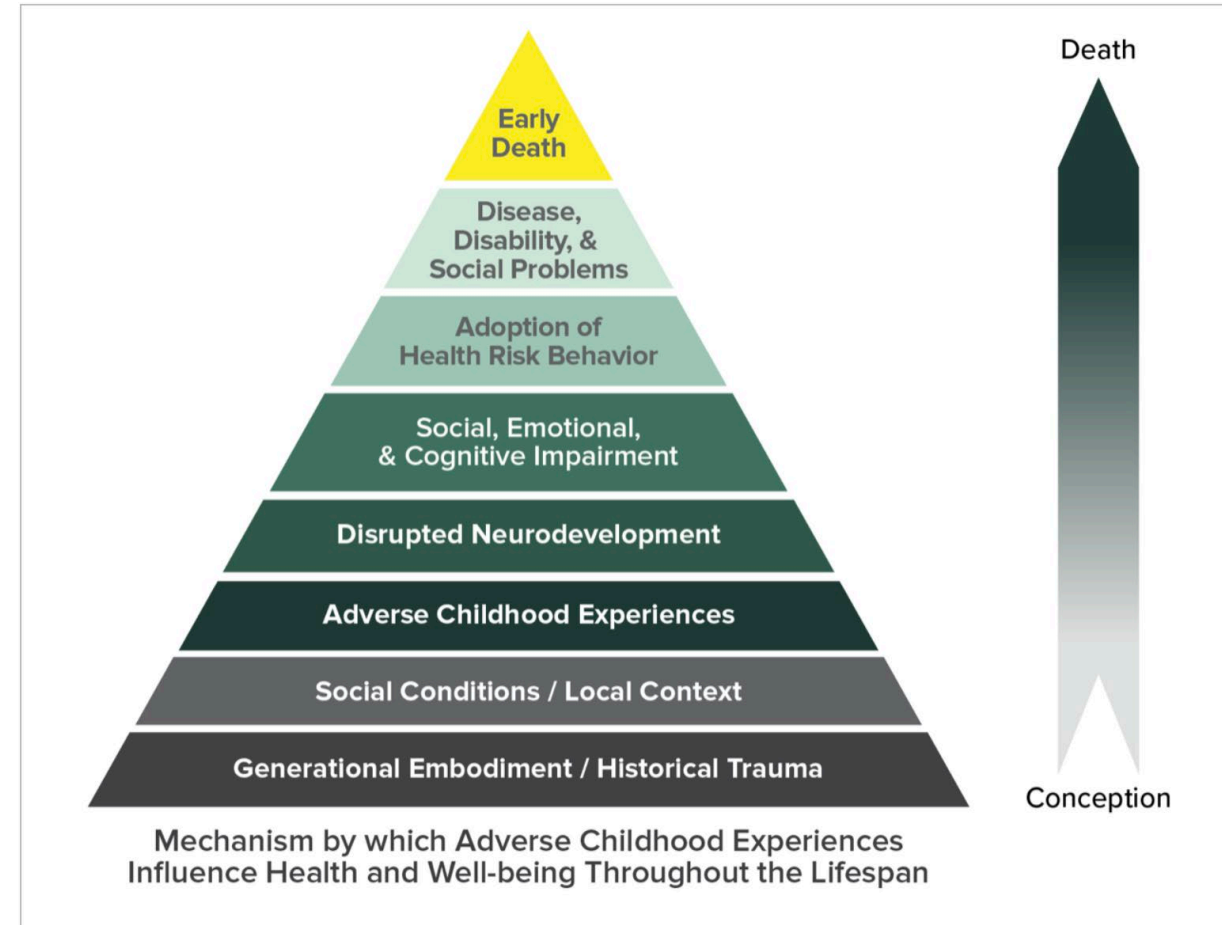 Death
Early
Death
Disease,
Disability, &
Social Problems
Adoption of
Health Risk Behavior
Social, Emotional,
& Cognitive Impairment
Disrupted Neurodevelopment
Adverse Childhood Experiences
Social Conditions / Local Context
Generational Embodiment / Historical Trauma
Conception
Mechanism by which Adverse Childhood Experiences
Influence Health and Well-being Throughout the Lifespan